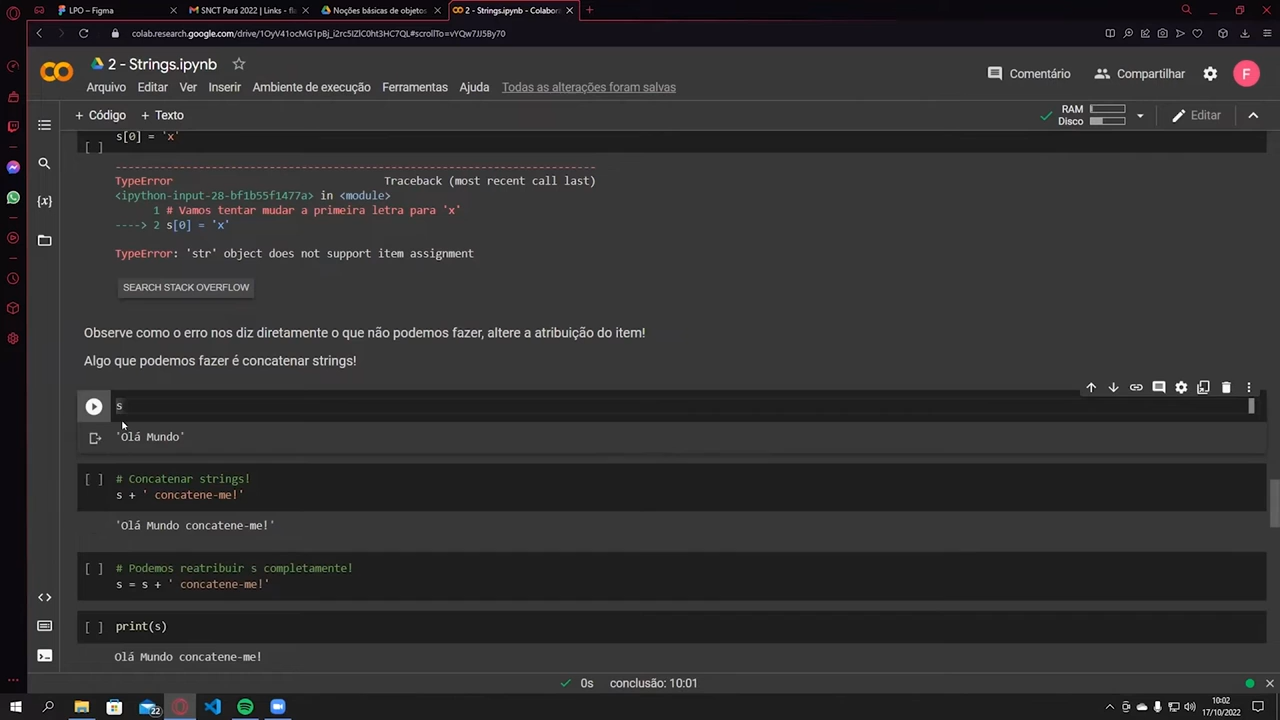 LPO – Figma
SNCT Pará 2022 | Links - fla
Noções básicas de objetos
2 - Strings.ipynb - Colabor
colab.research.google.com/drive/1OyV41ocMG1pBj_i2rc5IZlC0ht3HC7QL#scrollTo=vYQw7JJ5By70
2 - Strings.ipynb
Comentário
Compartilhar
F
Arquivo Editar Ver Inserir Ambiente de execução Ferramentas Ajuda Todas as alterações foram salvas
+ Código + Texto
RAM
Disco
Editar
s[0] = 'x'
[ ]
---------------------------------------------------------------------------
TypeError Traceback (most recent call last)
<ipython-input-28-bf1b55f1477a> in <module>
1 # Vamos tentar mudar a primeira letra para 'x'
----> 2 s[0] = 'x'
TypeError: 'str' object does not support item assignment
SEARCH STACK OVERFLOW
Observe como o erro nos diz diretamente o que não podemos fazer, altere a atribuição do item!
Algo que podemos fazer é concatenar strings!
s
'Olá Mundo'
[ ] # Concatenar strings!
s + ' concatene-me!'
'Olá Mundo concatene-me!'
[ ] # Podemos reatribuir s completamente!
s = s + ' concatene-me!'
[ ] print(s)
Olá Mundo concatene-me!
0s conclusão: 10:01
22
10:02
17/10/2022